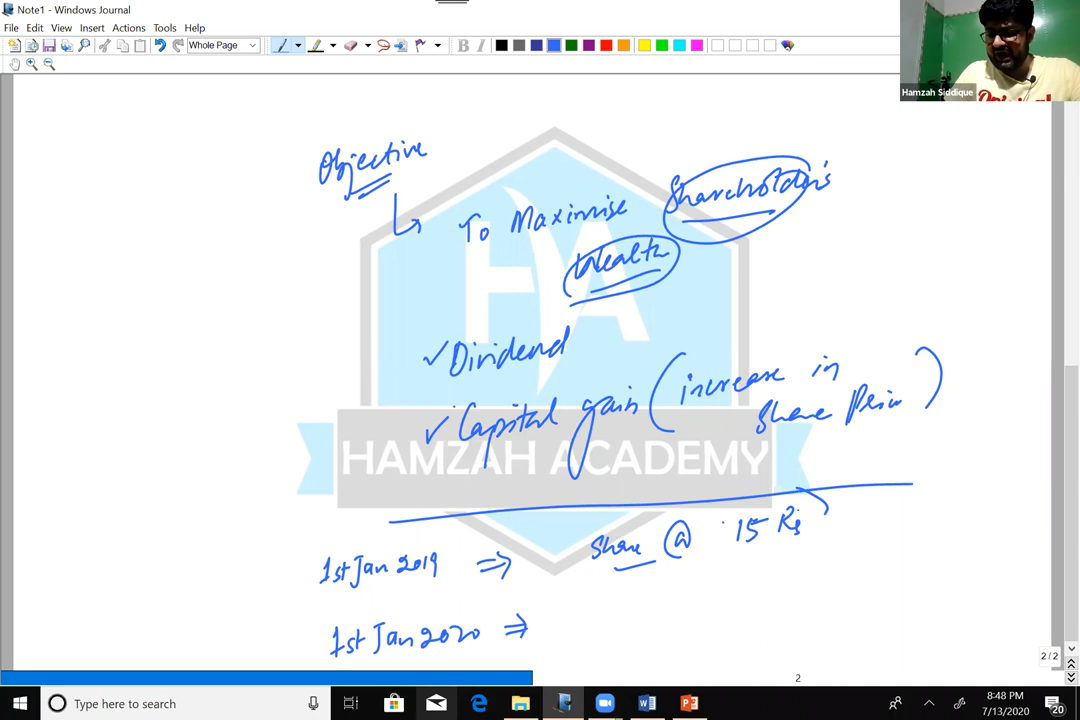 Note1 - Windows Journal
File Edit View Insert Actions Tools Help
Whole Page
B I
Hamzah Siddique
Objective
To Maximise Shareholder's
Wealth
✓ Dividend
✓ Capital gain (increase in
Share Price)
HA
HAMZAH ACADEMY
1st Jan 2019 ⇒ Share @ 15 Rs
1st Jan 2020 ⇒
2/2
2
Type here to search
8:48 PM
7/13/2020
20